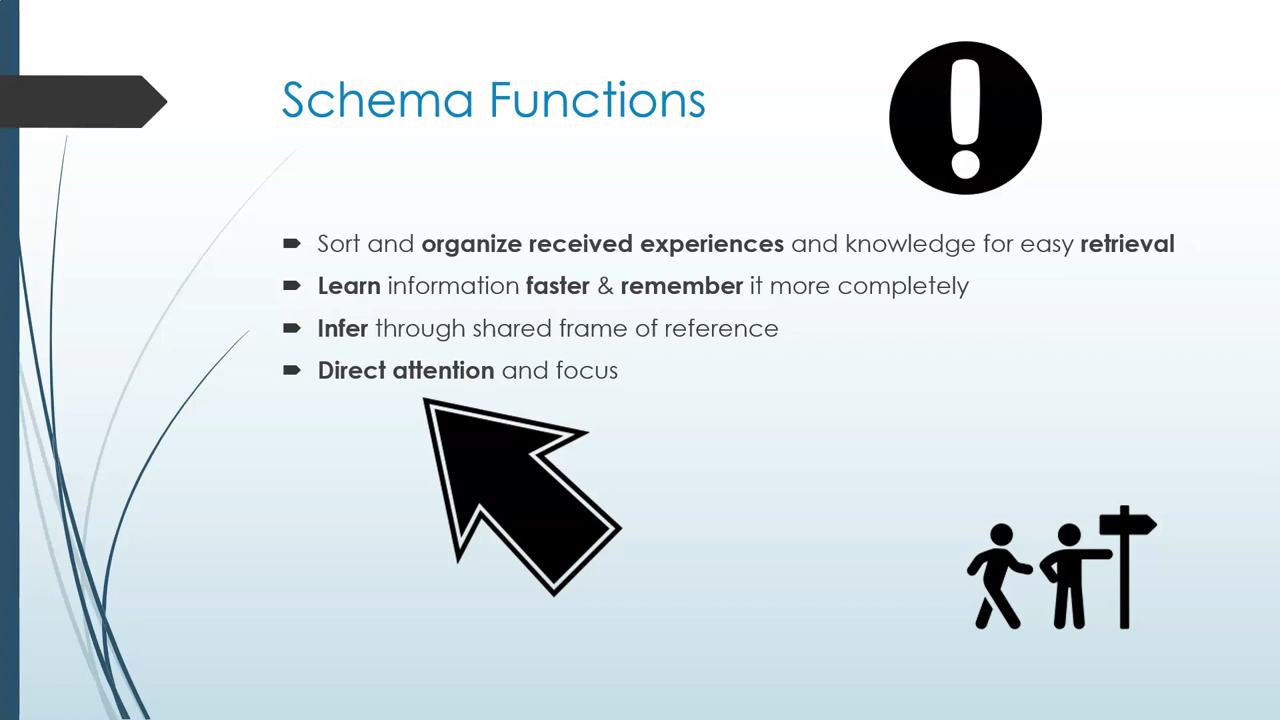 Schema Functions
Sort and organize received experiences and knowledge for easy retrieval
Learn information faster & remember it more completely
Infer through shared frame of reference
Direct attention and focus